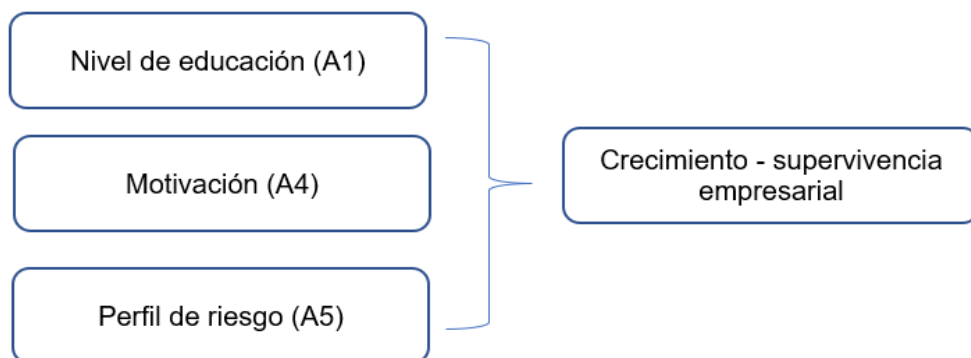 Nivel de educación (A1)
Motivación (A4)
Perfil de riesgo (A5)
Crecimiento - supervivencia
empresarial